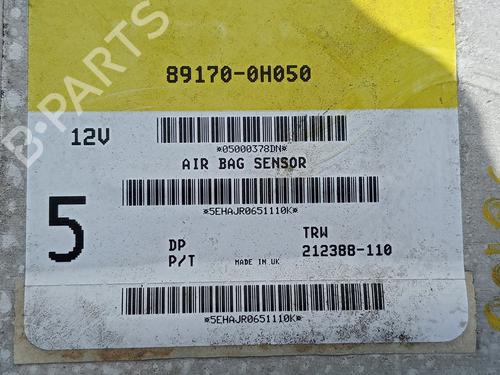 B-PARTS
89170-0H050
12V
*05000378DN*
AIR BAG SENSOR
5
*5EHAJR0651110K*
DP TRW
P/T MADE IN UK 212388-110
*5EHAJR0651110K*